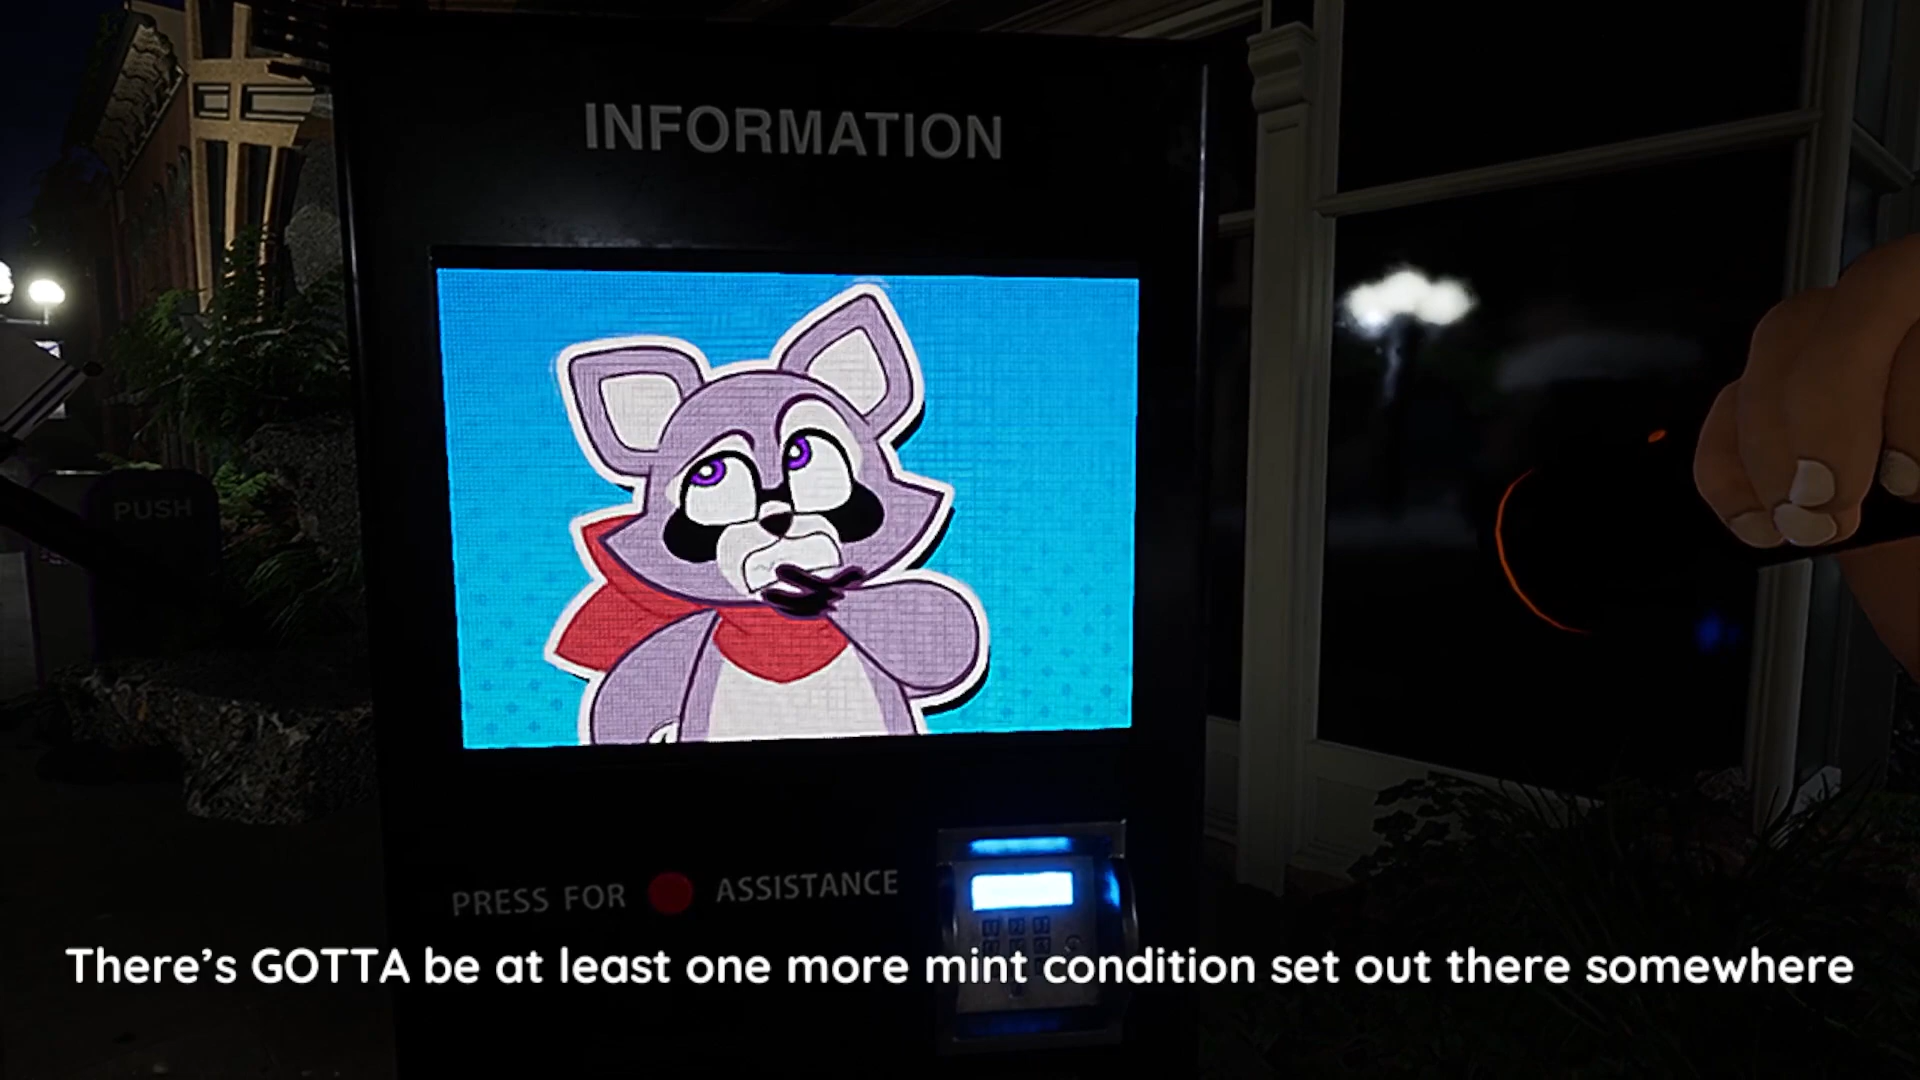 INFORMATION
PUSH
PRESS FOR ASSISTANCE
There's GOTTA be at least one more mint condition set out there somewhere